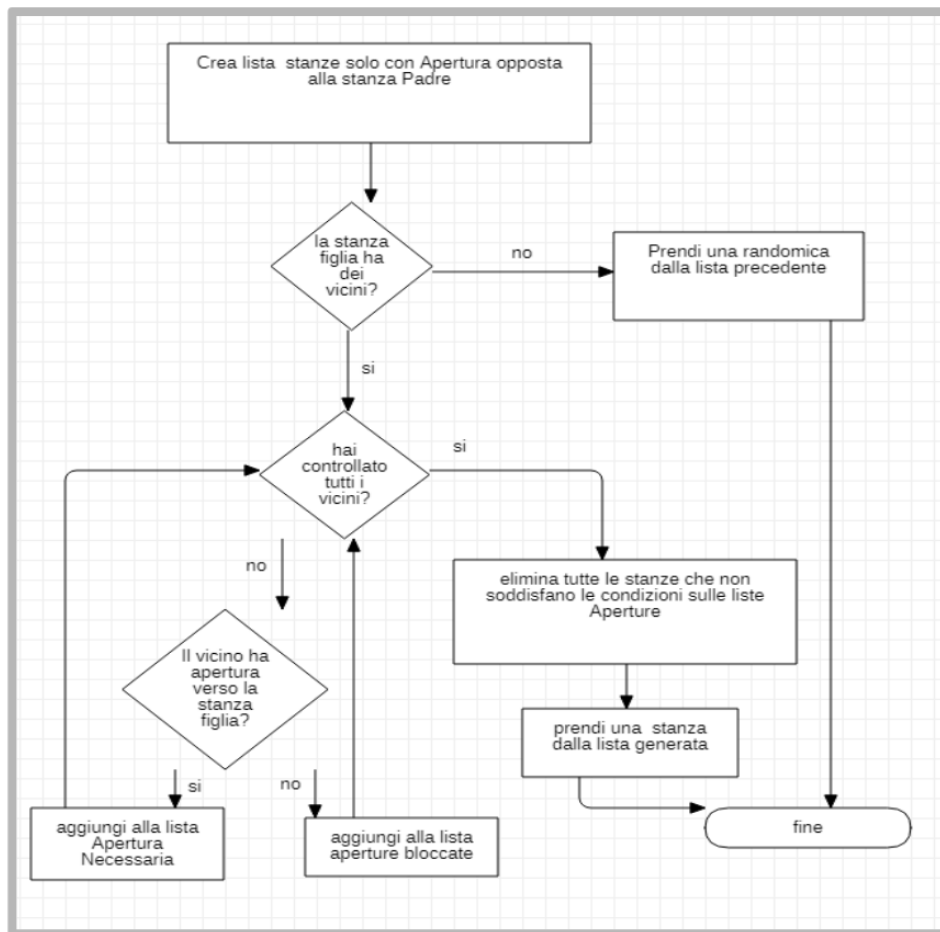 Crea lista stanze solo con Apertura opposta
alla stanza Padre
la stanza
figlia ha
dei
vicini?
no
Prendi una randomica
dalla lista precedente
si
hai
controllato
tutti i
vicini?
si
no
elimina tutte le stanze che non
soddisfano le condizioni sulle liste
Aperture
Il vicino ha
apertura
verso la
stanza
figlia?
prendi una stanza
dalla lista generata
si
no
aggiungi alla lista
Apertura
Necessaria
aggiungi alla lista
aperture bloccate
fine